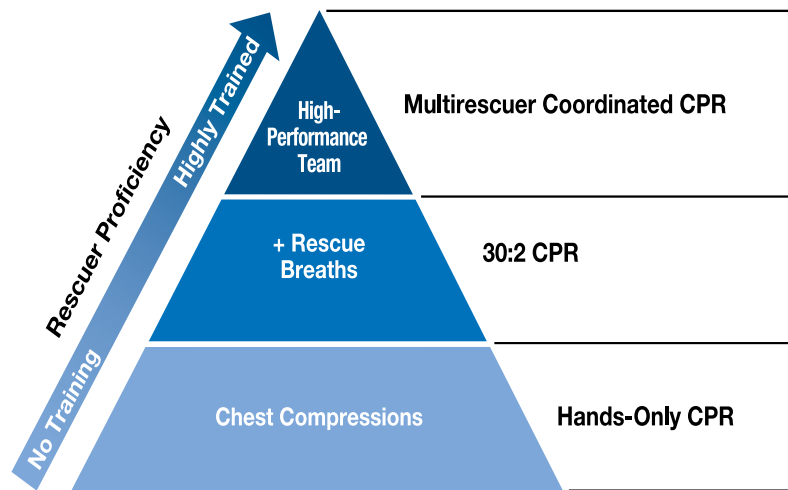 Rescuer Proficiency
No Training
Highly Trained
High-
Performance
Team
Multirescuer Coordinated CPR
+ Rescue
Breaths
30:2 CPR
Chest Compressions
Hands-Only CPR